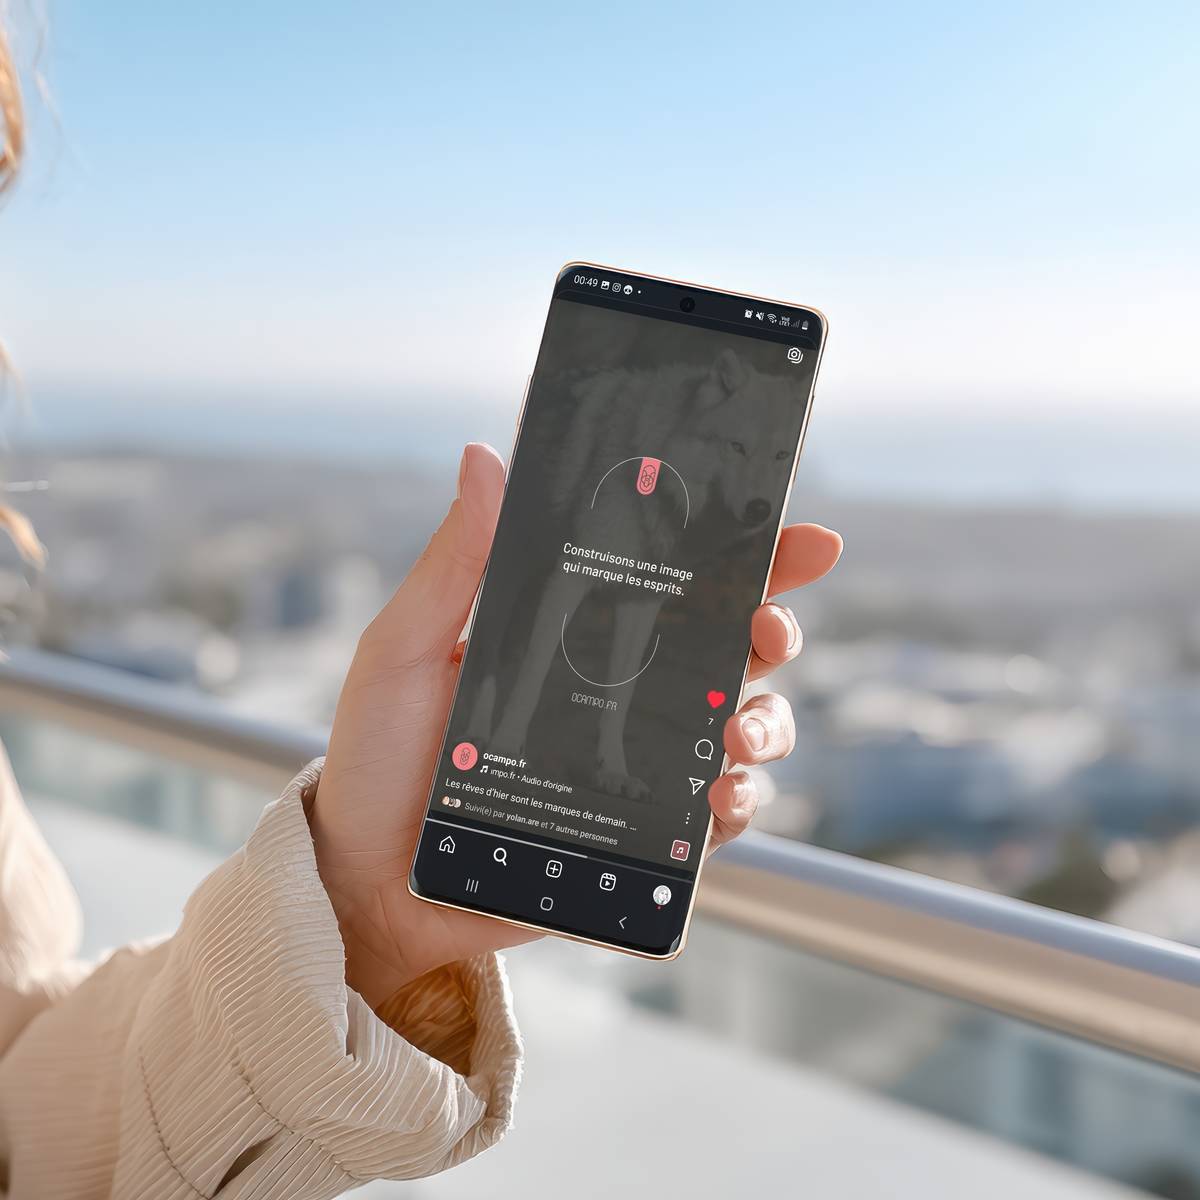 00:49
Construisons une image
qui marque les esprits.
OCAMPO.FR
7
ocampo.fr
impo.fr • Audio d'origine
Les rêves d'hier sont les marques de demain. ...
Suivi(e) par yolan.are et 7 autres personnes